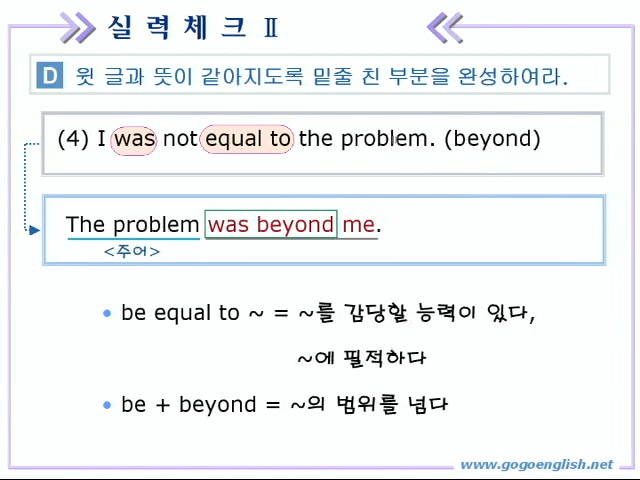 실 력 체 크 Ⅱ
D 윗 글과 뜻이 같아지도록 밑줄 친 부분을 완성하여라.
(4) I was not equal to the problem. (beyond)
The problem was beyond me.
<주어>
• be equal to ~ = ~를 감당할 능력이 있다,
~에 필적하다
• be + beyond = ~의 범위를 넘다
www.gogoenglish.net